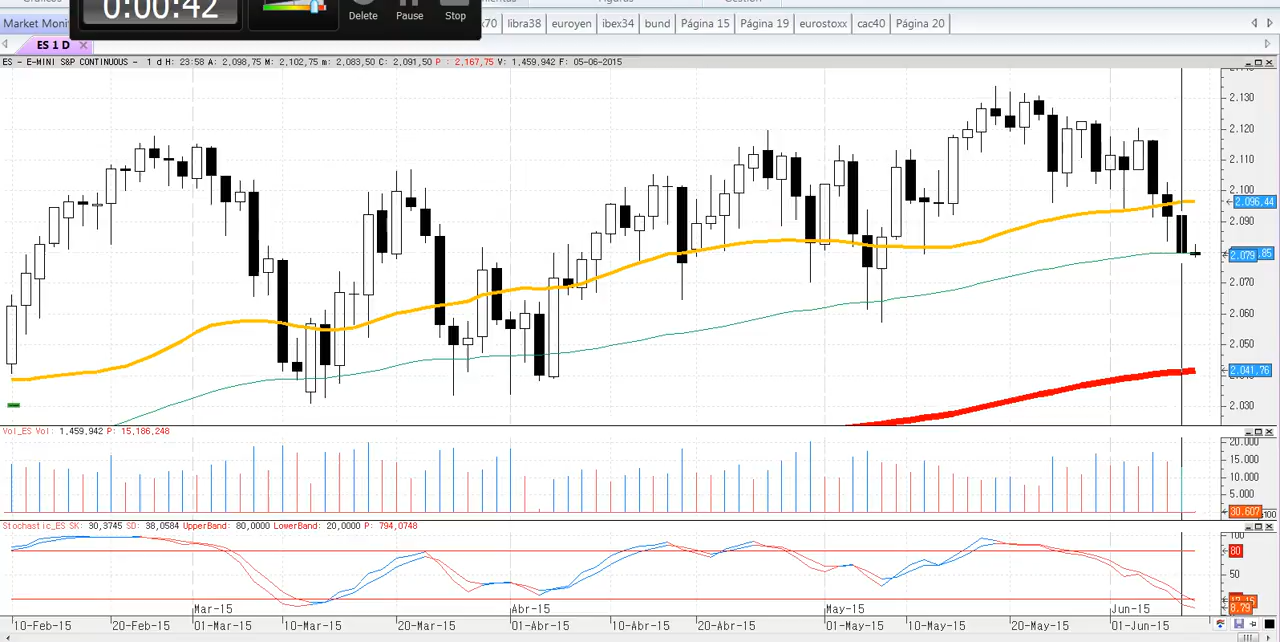 0:00:42
Delete Pause Stop
x70 libra38 euroyen ibex34 bund Página 15 Página 19 eurostoxx cac40 Página 20
Market Moni
ES 1 D
ES - E-MINI S&P CONTINUOUS - 1 d H: 23:58 A: 2.098,75 M: 2.102,75 m: 2.083,50 C: 2.091,50 P : 2.167,75 V: 1.459.942 F: 05-06-2015
2.130
2.120
2.110
2.100
2.096,44
2.090
2.079 ,85
2.070
2.060
2.050
2.041,76
2.030
Vol_ES Vol: 1,459,942 P: 15,186,248
20.000
15.000
10.000
5.000
30.607
x100
Stochastic_ES SK: 30,3745 SD: 38,0584 UpperBand: 80,0000 LowerBand: 20,0000 P: 794,0748
100
80
50
8.79
Mar-15 Abr-15 May-15 Jun-15
10-Feb-15 20-Feb-15 01-Mar-15 10-Mar-15 20-Mar-15 01-Abr-15 10-Abr-15 20-Abr-15 01-May-15 10-May-15 20-May-15 01-Jun-15